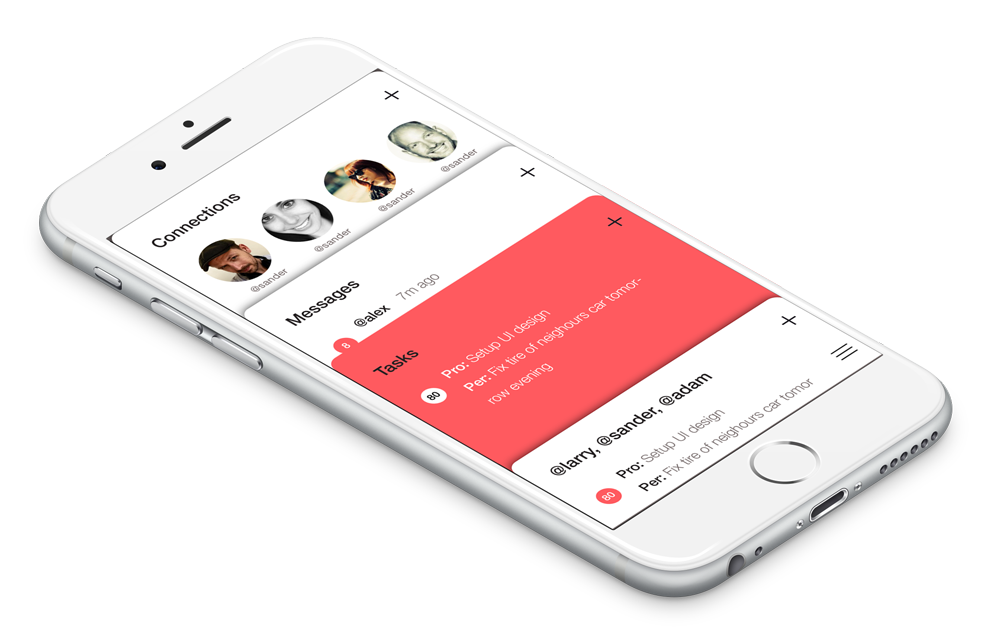 Connections
@sander
@sander
@sander
@sander
Messages
8
@alex 7m ago
Tasks
80
Pro: Setup UI design
Per: Fix tire of neighours car tomor-
row evening
@larry, @sander, @adam
80
Pro: Setup UI design
Per: Fix tire of neighours car tomor